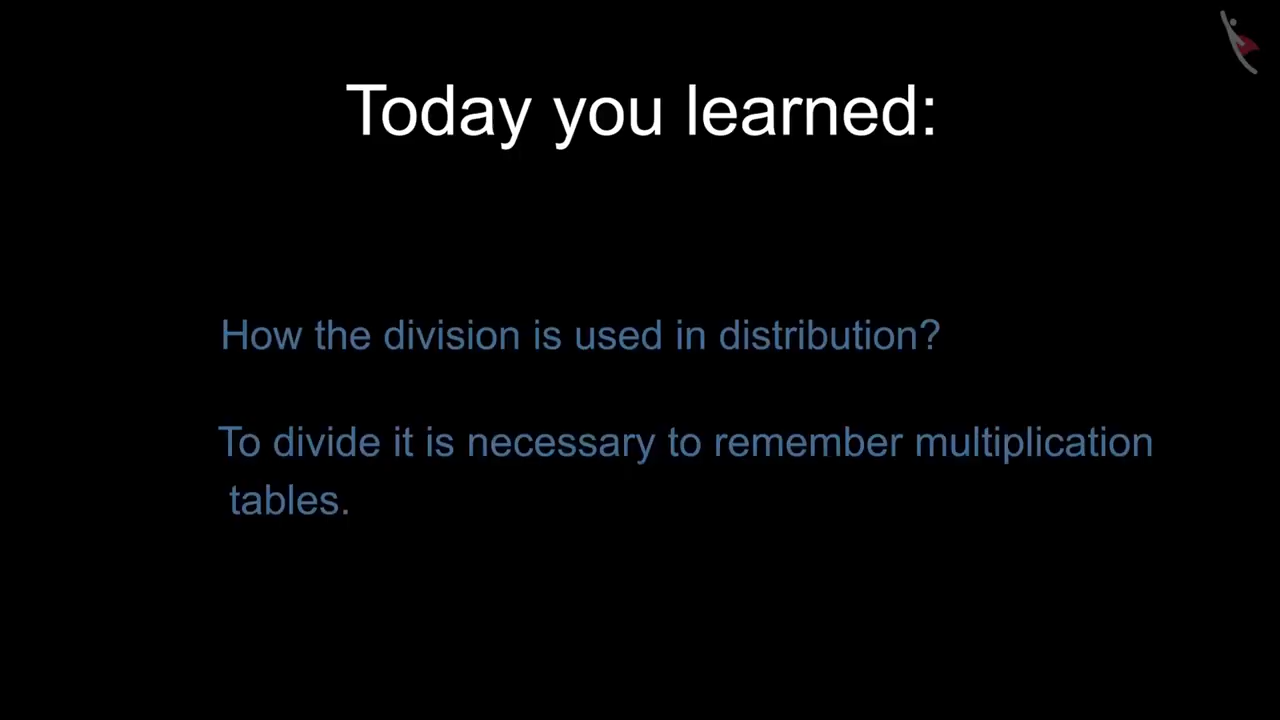 Today you learned:
How the division is used in distribution?
To divide it is necessary to remember multiplication
tables.